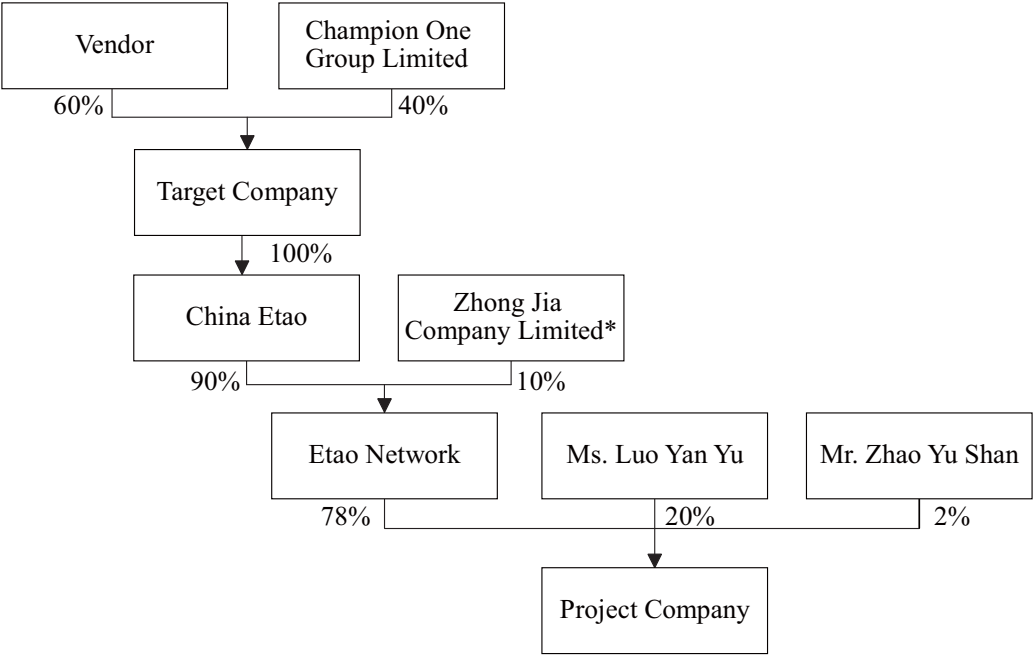 Vendor
Champion One
Group Limited
60%
40%
Target Company
100%
China Etao
Zhong Jia
Company Limited*
90%
10%
Etao Network
Ms. Luo Yan Yu
Mr. Zhao Yu Shan
78%
20%
2%
Project Company